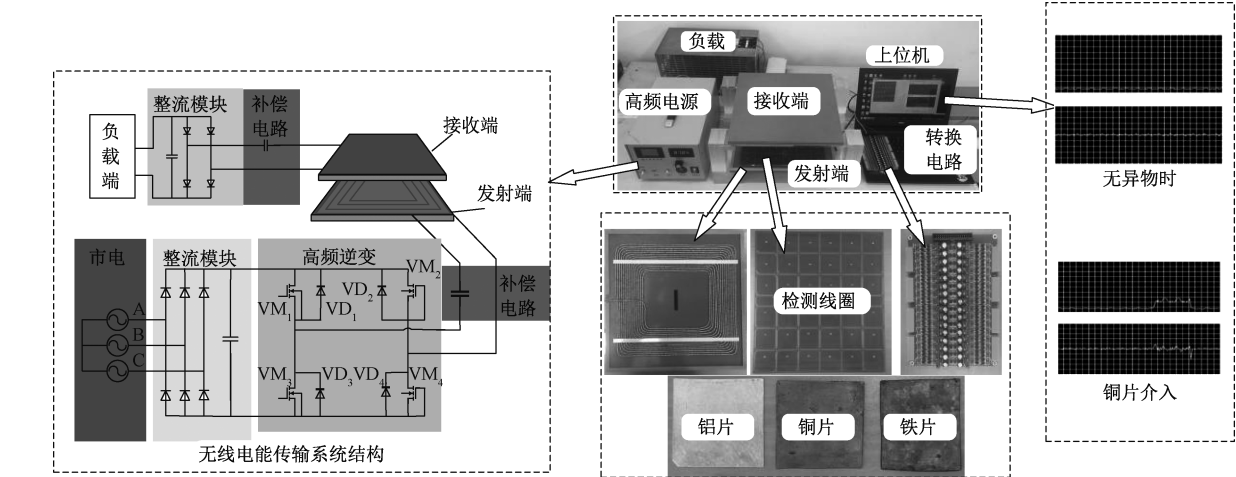 整流模块
补偿
电路
负
载
端
接收端
发射端
市电
整流模块
高频逆变
补偿
电路
A
B
C
VM1
VD1
VD2
VM2
VM3
VD3
VD4
VM4
无线电能传输系统结构
负载
上位机
高频电源
接收端
转换
电路
发射端
检测线圈
铝片
铜片
铁片
无异物时
铜片介入